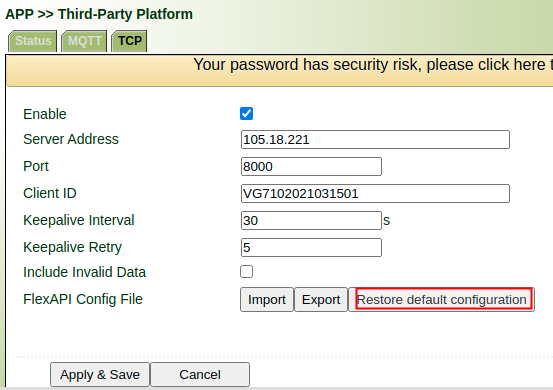 APP >> Third-Party Platform
Status MQTT TCP
Your password has security risk, please click here t
Enable
Server Address 105.18.221
Port 8000
Client ID VG7102021031501
Keepalive Interval 30 s
Keepalive Retry 5
Include Invalid Data
FlexAPI Config File Import Export Restore default configuration
Apply & Save Cancel